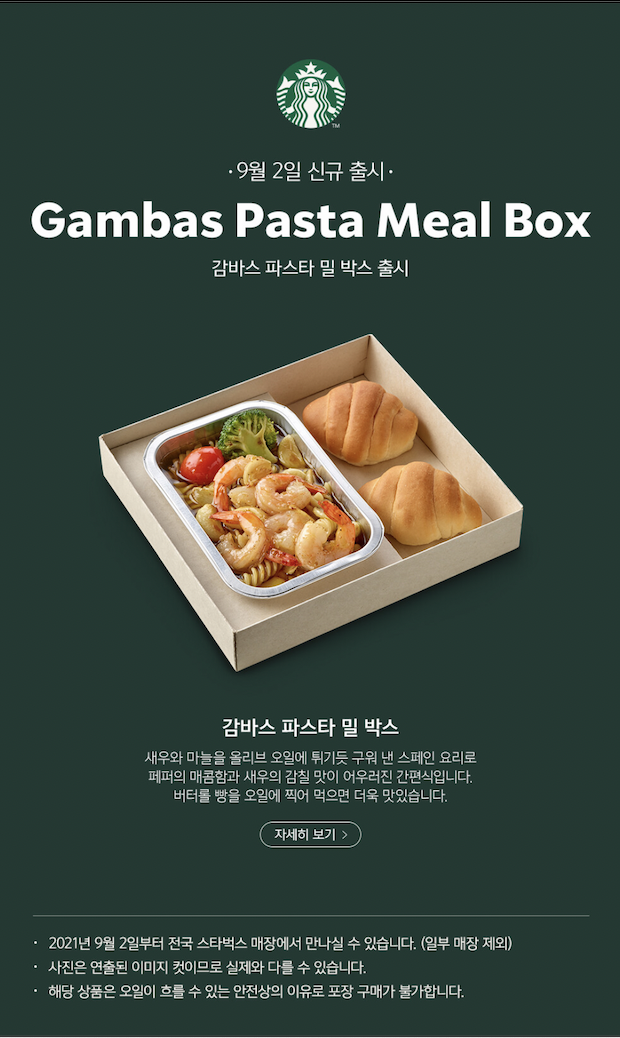 TM
·9월 2일 신규 출시·
Gambas Pasta Meal Box
감바스 파스타 밀 박스 출시
감바스 파스타 밀 박스
새우와 마늘을 올리브 오일에 튀기듯 구워 낸 스페인 요리로
페퍼의 매콤함과 새우의 감칠 맛이 어우러진 간편식입니다.
버터롤 빵을 오일에 찍어 먹으면 더욱 맛있습니다.
자세히 보기 >
· 2021년 9월 2일부터 전국 스타벅스 매장에서 만나실 수 있습니다. (일부 매장 제외)
· 사진은 연출된 이미지 컷이므로 실제와 다를 수 있습니다.
· 해당 상품은 오일이 흐를 수 있는 안전상의 이유로 포장 구매가 불가합니다.